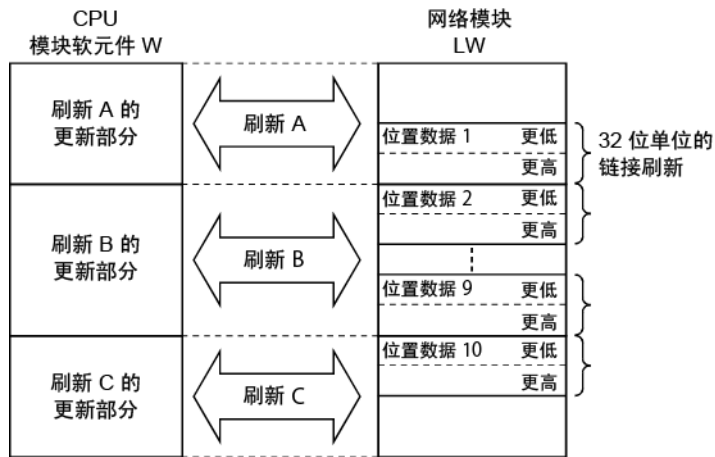 CPU
模块软元件 W
网络模块
LW
刷新 A 的
更新部分
刷新 A
位置数据 1 更低
更高
32 位单位的
链接刷新
位置数据 2 更低
更高
刷新 B 的
更新部分
刷新 B
位置数据 9 更低
更高
位置数据 10 更低
更高
刷新 C 的
更新部分
刷新 C